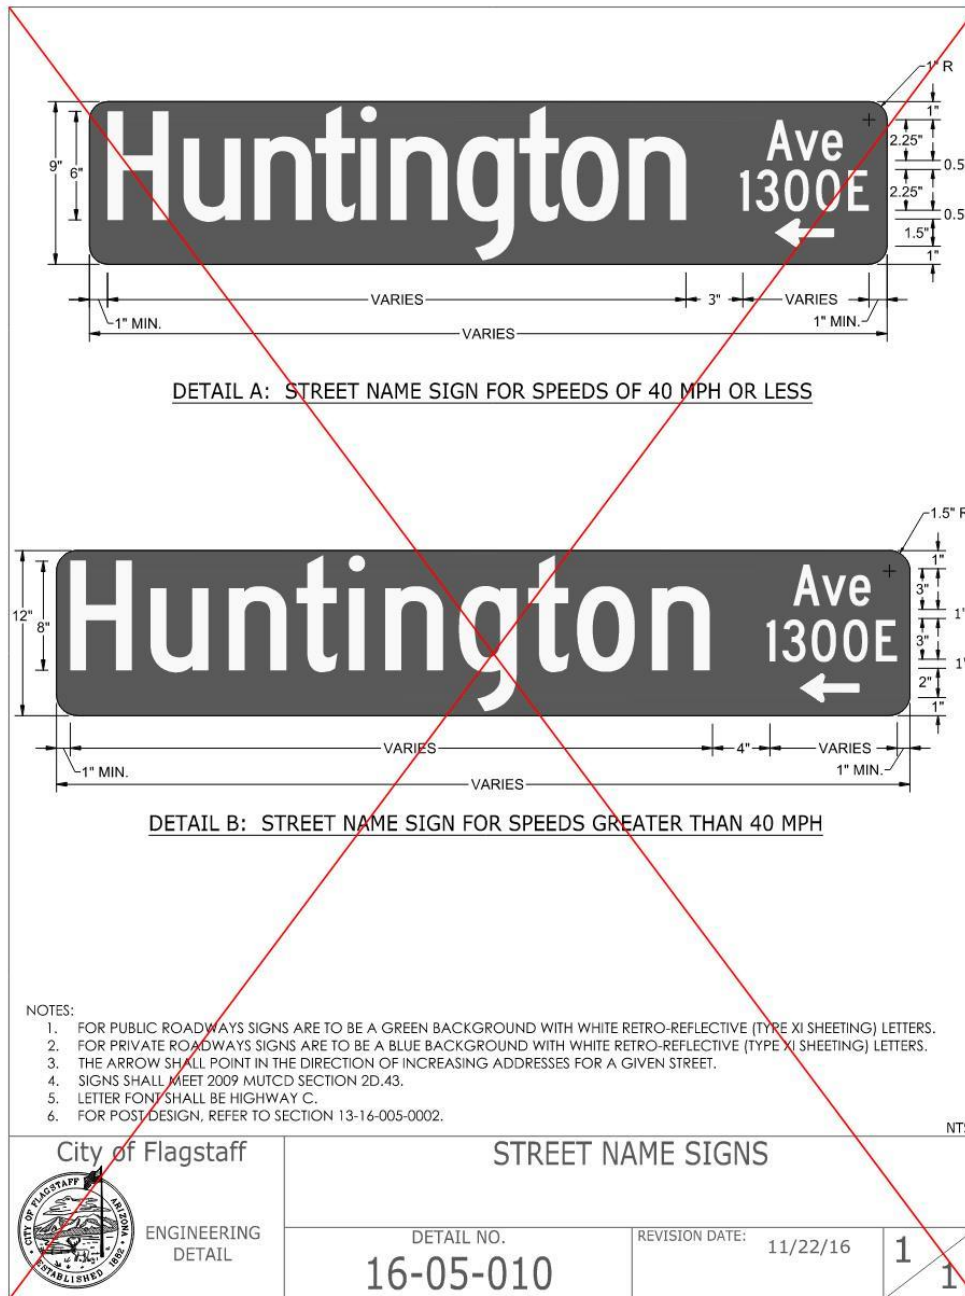 1" R
Huntington
Ave
1300E
9"
6"
1"
2.25"
0.5
2.25"
0.5
1.5"
1"
VARIES
3"
VARIES
1" MIN.
1" MIN.
VARIES
DETAIL A: STREET NAME SIGN FOR SPEEDS OF 40 MPH OR LESS
1.5" R
Huntington
Ave
1300E
12"
8"
1"
3"
1"
3"
1"
2"
1"
VARIES
4"
VARIES
1" MIN.
1" MIN.
VARIES
DETAIL B: STREET NAME SIGN FOR SPEEDS GREATER THAN 40 MPH
NOTES:
1. FOR PUBLIC ROADWAYS SIGNS ARE TO BE A GREEN BACKGROUND WITH WHITE RETRO-REFLECTIVE (TYPE XI SHEETING) LETTERS.
2. FOR PRIVATE ROADWAYS SIGNS ARE TO BE A BLUE BACKGROUND WITH WHITE RETRO-REFLECTIVE (TYPE XI SHEETING) LETTERS.
3. THE ARROW SHALL POINT IN THE DIRECTION OF INCREASING ADDRESSES FOR A GIVEN STREET.
4. SIGNS SHALL MEET 2009 MUTCD SECTION 2D.43.
5. LETTER FONT SHALL BE HIGHWAY C.
6. FOR POST DESIGN, REFER TO SECTION 13-16-005-0002.
NTS
City of Flagstaff
CITY OF FLAGSTAFF ARIZONA
ESTABLISHED 1882
ENGINEERING
DETAIL
STREET NAME SIGNS
DETAIL NO.
16-05-010
REVISION DATE: 11/22/16
1
1